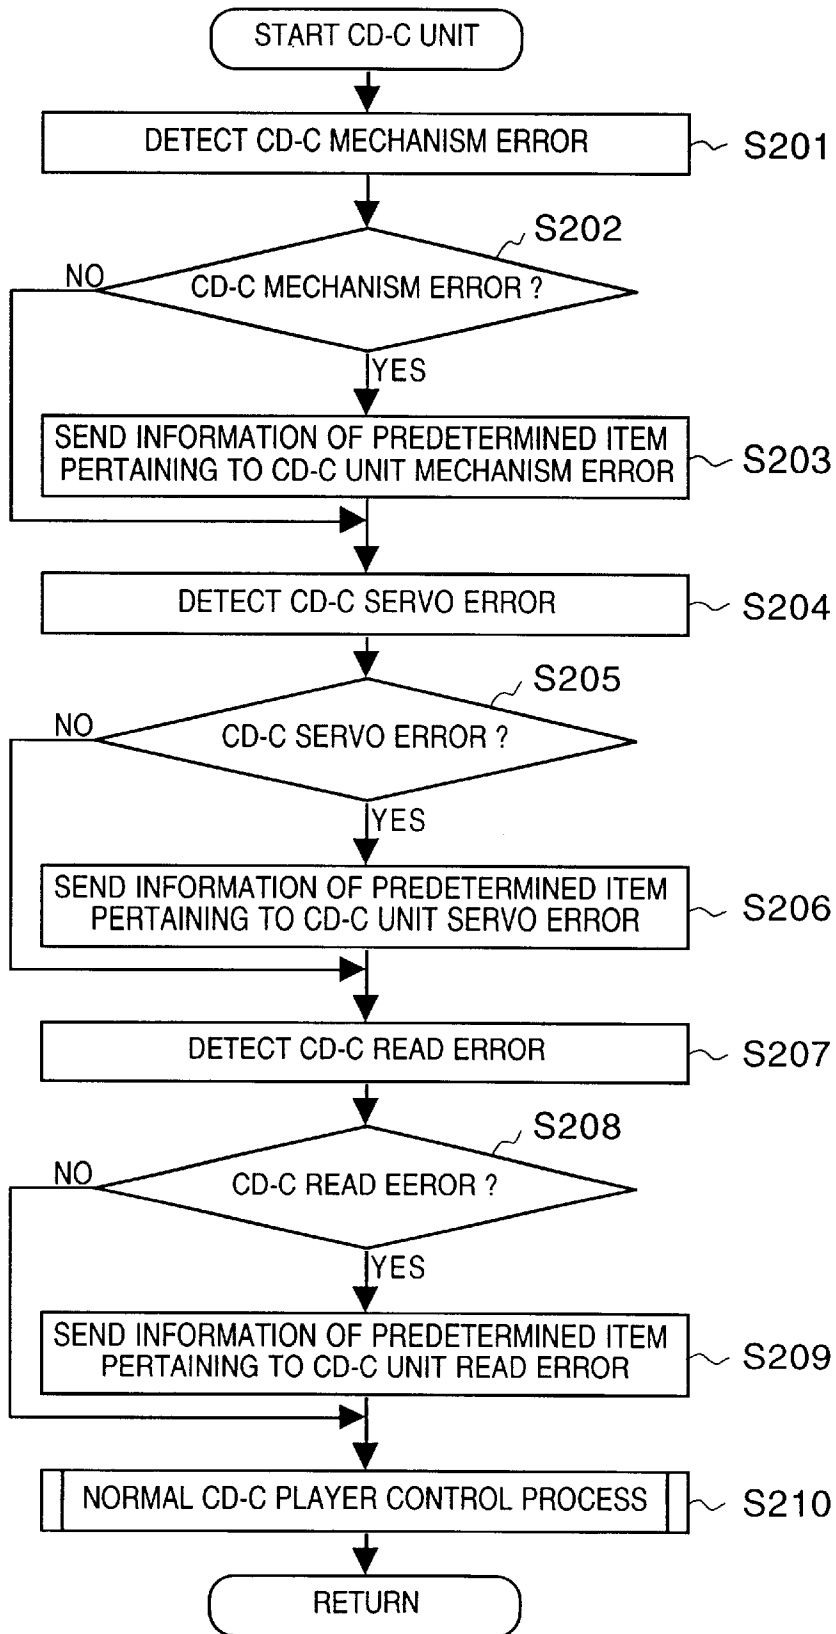 START CD-C UNIT
DETECT CD-C MECHANISM ERROR
S201
S202
NO
CD-C MECHANISM ERROR ?
YES
SEND INFORMATION OF PREDETERMINED ITEM
PERTAINING TO CD-C UNIT MECHANISM ERROR
S203
DETECT CD-C SERVO ERROR
S204
S205
NO
CD-C SERVO ERROR ?
YES
SEND INFORMATION OF PREDETERMINED ITEM
PERTAINING TO CD-C UNIT SERVO ERROR
S206
DETECT CD-C READ ERROR
S207
S208
NO
CD-C READ EEROR ?
YES
SEND INFORMATION OF PREDETERMINED ITEM
PERTAINING TO CD-C UNIT READ ERROR
S209
NORMAL CD-C PLAYER CONTROL PROCESS
S210
RETURN